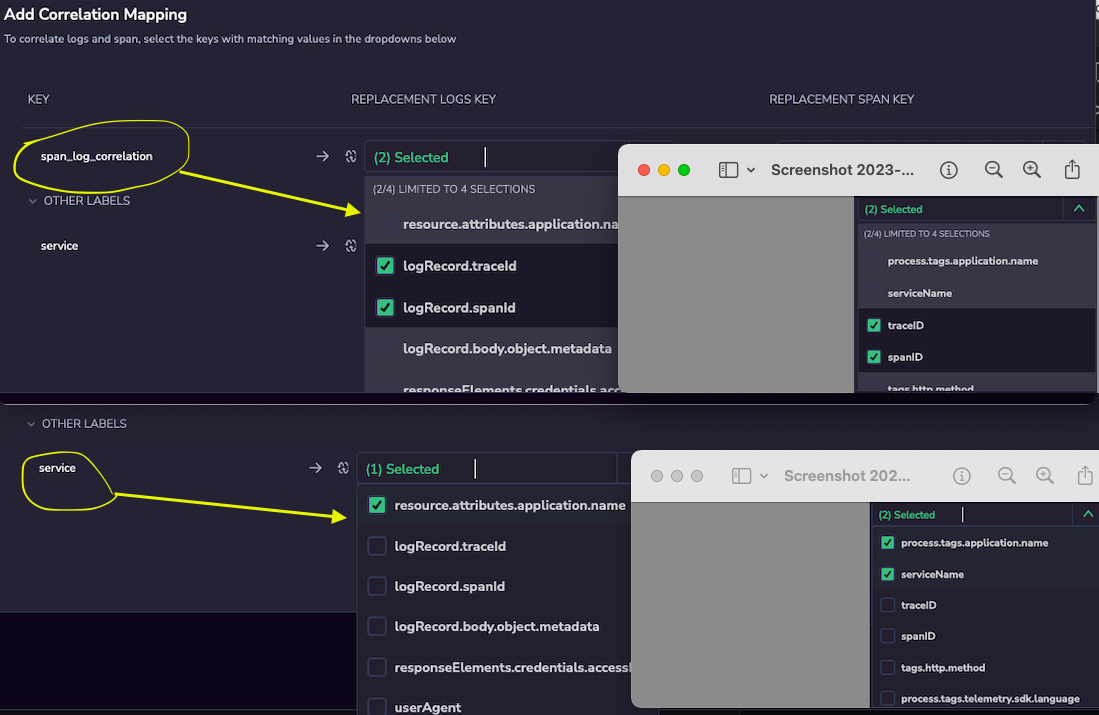 Add Correlation Mapping
To correlate logs and span, select the keys with matching values in the dropdowns below
KEY
REPLACEMENT LOGS KEY
REPLACEMENT SPAN KEY
span_log_correlation
(2) Selected
(2/4) LIMITED TO 4 SELECTIONS
resource.attributes.application.na
logRecord.traceId
logRecord.spanId
logRecord.body.object.metadata
responseElements.credentials.acce
OTHER LABELS
service
Screenshot 2023-...
(2) Selected
(2/4) LIMITED TO 4 SELECTIONS
process.tags.application.name
serviceName
traceID
spanID
tags.http.method
OTHER LABELS
service
(1) Selected
resource.attributes.application.name
logRecord.traceId
logRecord.spanId
logRecord.body.object.metadata
responseElements.credentials.access
userAgent
Screenshot 202...
(2) Selected
process.tags.application.name
serviceName
traceID
spanID
tags.http.method
process.tags.telemetry.sdk.language